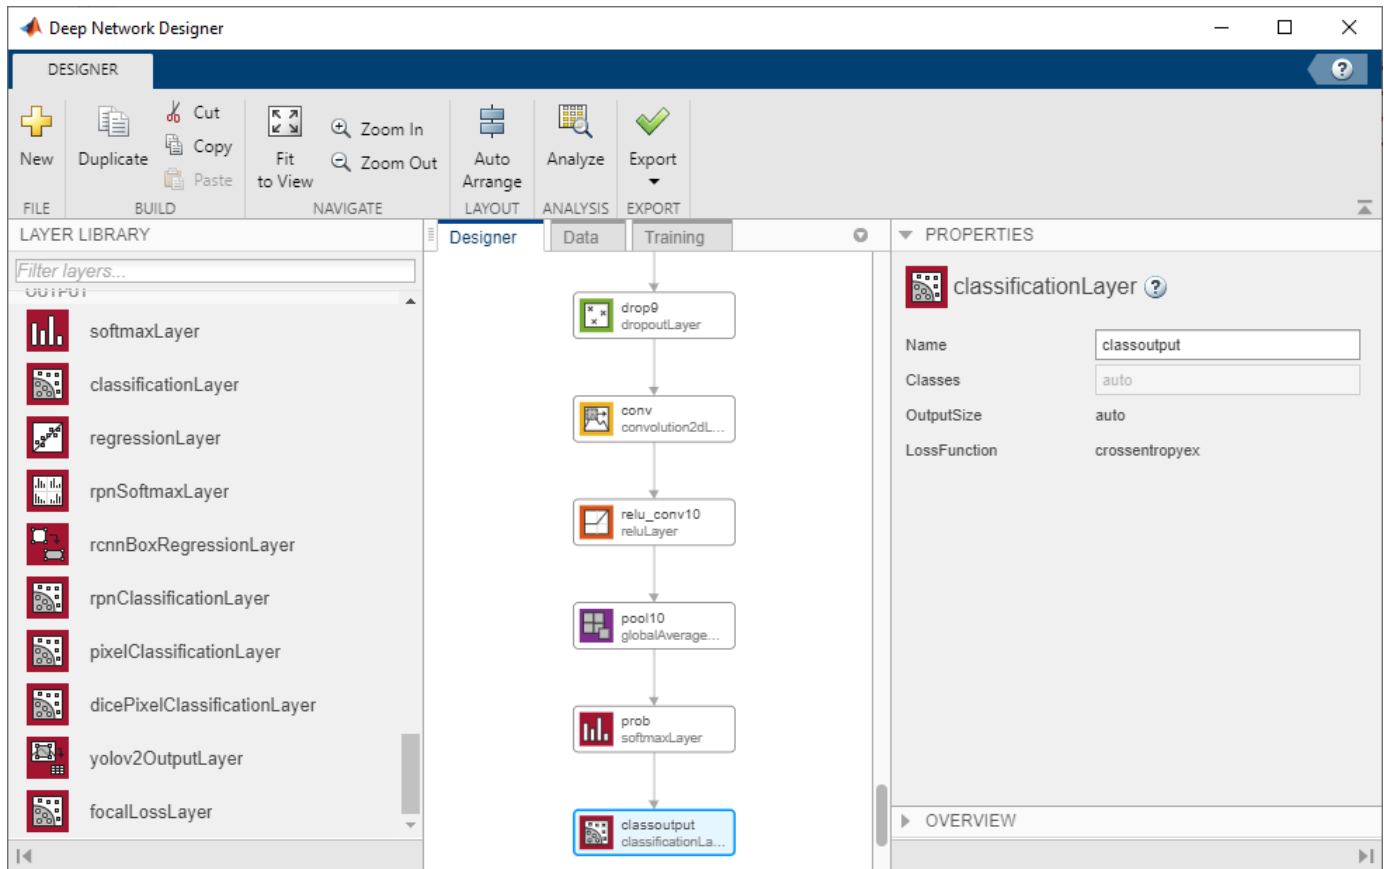 Deep Network Designer
DESIGNER
?
New
Duplicate
Cut
Copy
Paste
Fit
to View
Zoom In
Zoom Out
Auto
Arrange
Analyze
Export
FILE
BUILD
NAVIGATE
LAYOUT
ANALYSIS
EXPORT
LAYER LIBRARY
Filter layers...
OUTPUT
softmaxLayer
classificationLayer
regressionLayer
rpnSoftmaxLayer
rcnnBoxRegressionLayer
rpnClassificationLayer
pixelClassificationLayer
dicePixelClassificationLayer
yolov2OutputLayer
focalLossLayer
Designer
Data
Training
drop9
dropoutLayer
conv
convolution2dL...
relu_conv10
reluLayer
pool10
globalAverage...
prob
softmaxLayer
classoutput
classificationLa...
PROPERTIES
classificationLayer ?
Name
classoutput
Classes
auto
OutputSize
auto
LossFunction
crossentropyex
OVERVIEW